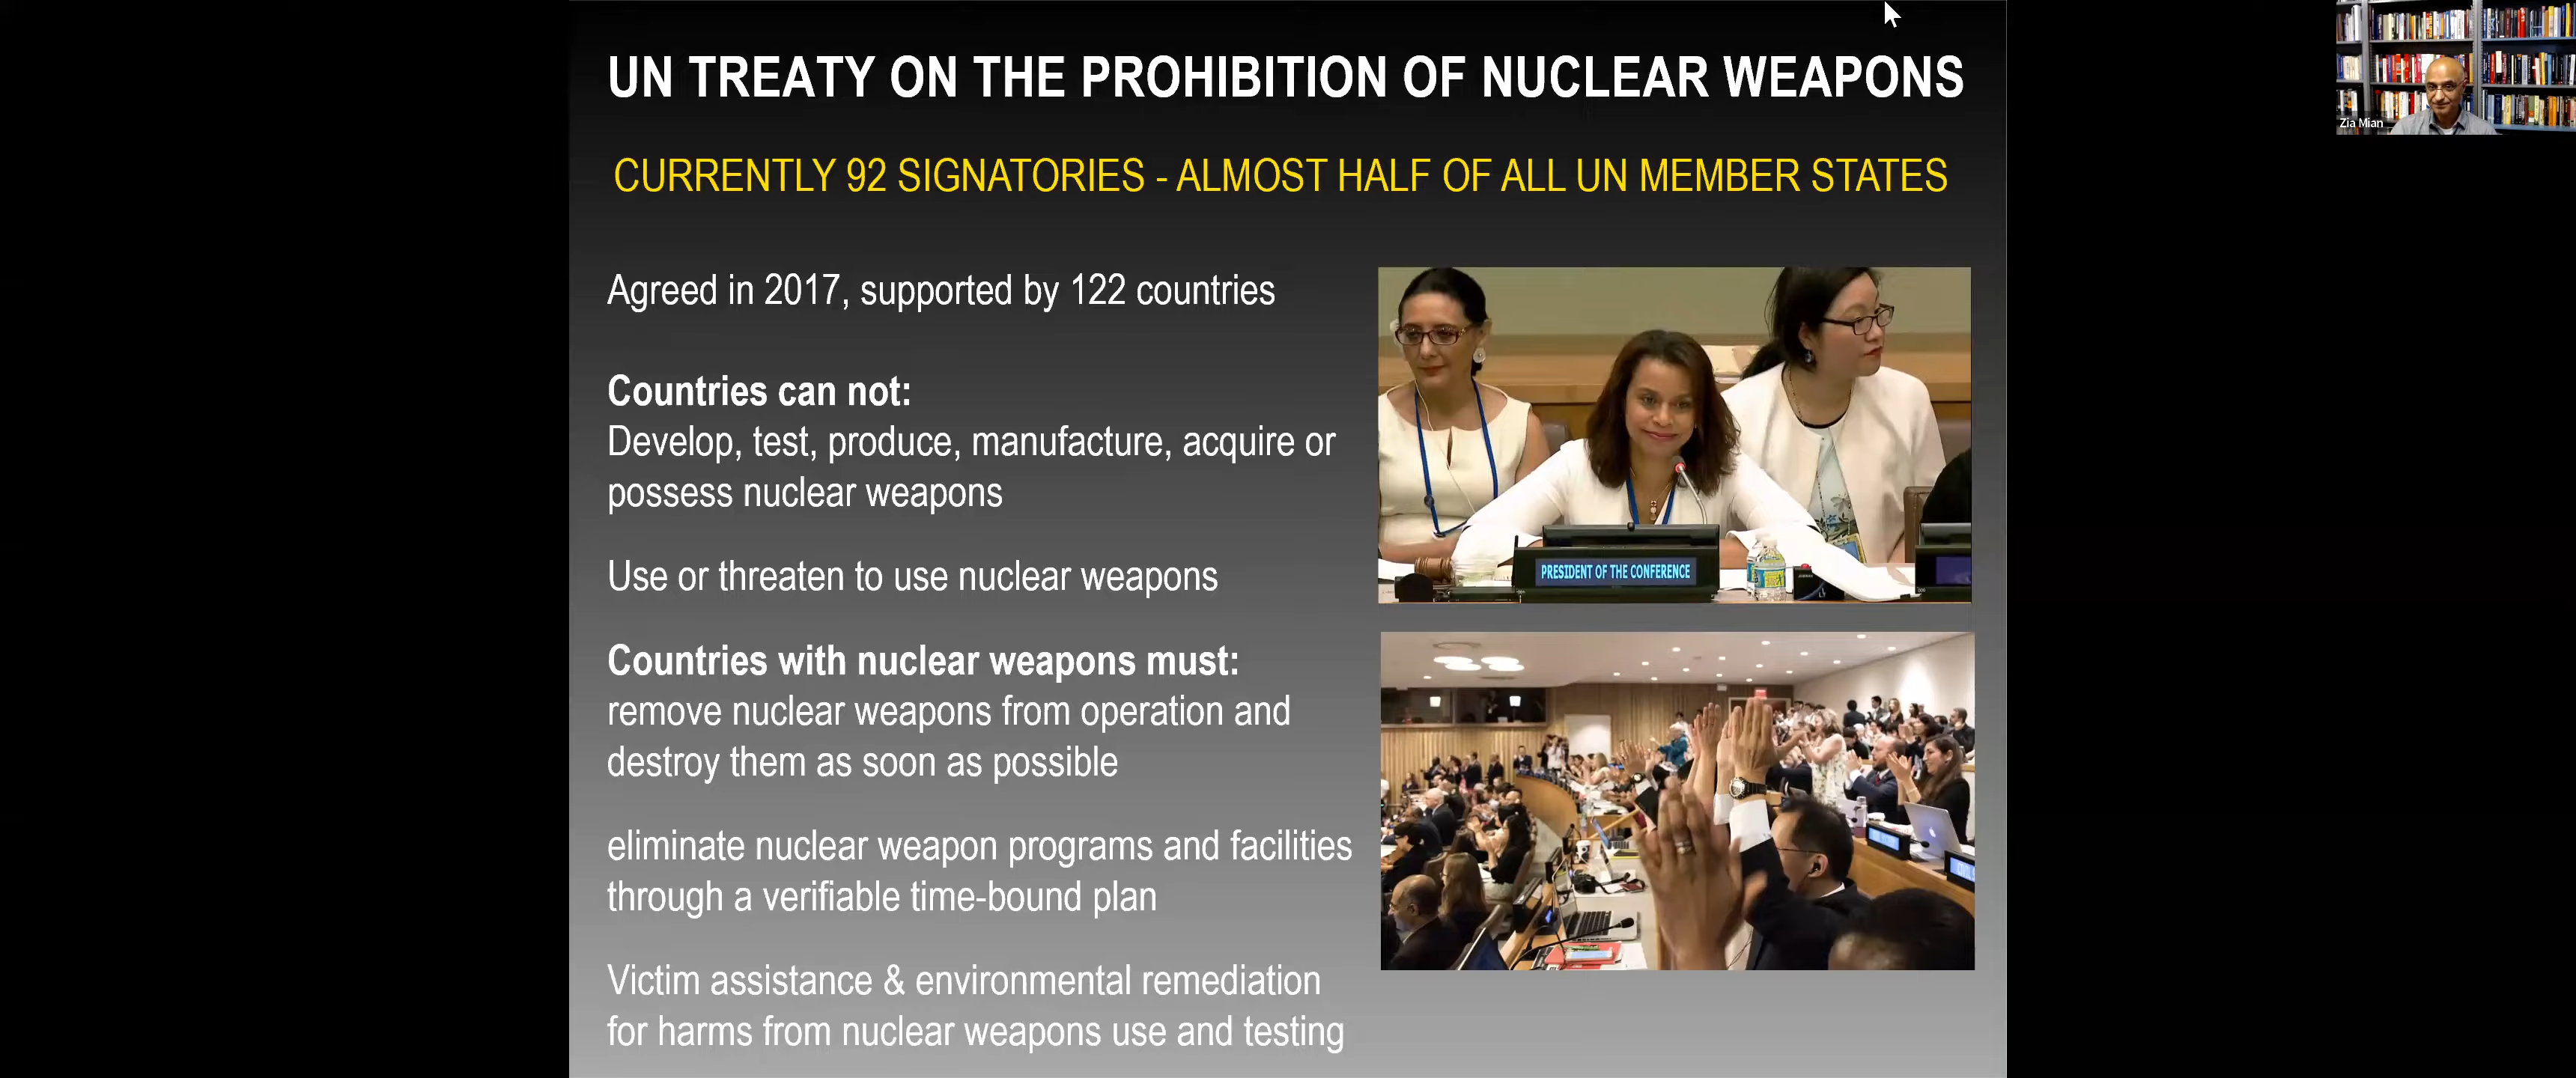 UN TREATY ON THE PROHIBITION OF NUCLEAR WEAPONS
CURRENTLY 92 SIGNATORIES - ALMOST HALF OF ALL UN MEMBER STATES
Agreed in 2017, supported by 122 countries
Countries can not:
Develop, test, produce, manufacture, acquire or
possess nuclear weapons
Use or threaten to use nuclear weapons
Countries with nuclear weapons must:
remove nuclear weapons from operation and
destroy them as soon as possible
eliminate nuclear weapon programs and facilities
through a verifiable time-bound plan
Victim assistance & environmental remediation
for harms from nuclear weapons use and testing
PRESIDENT OF THE CONFERENCE
Zia Mian